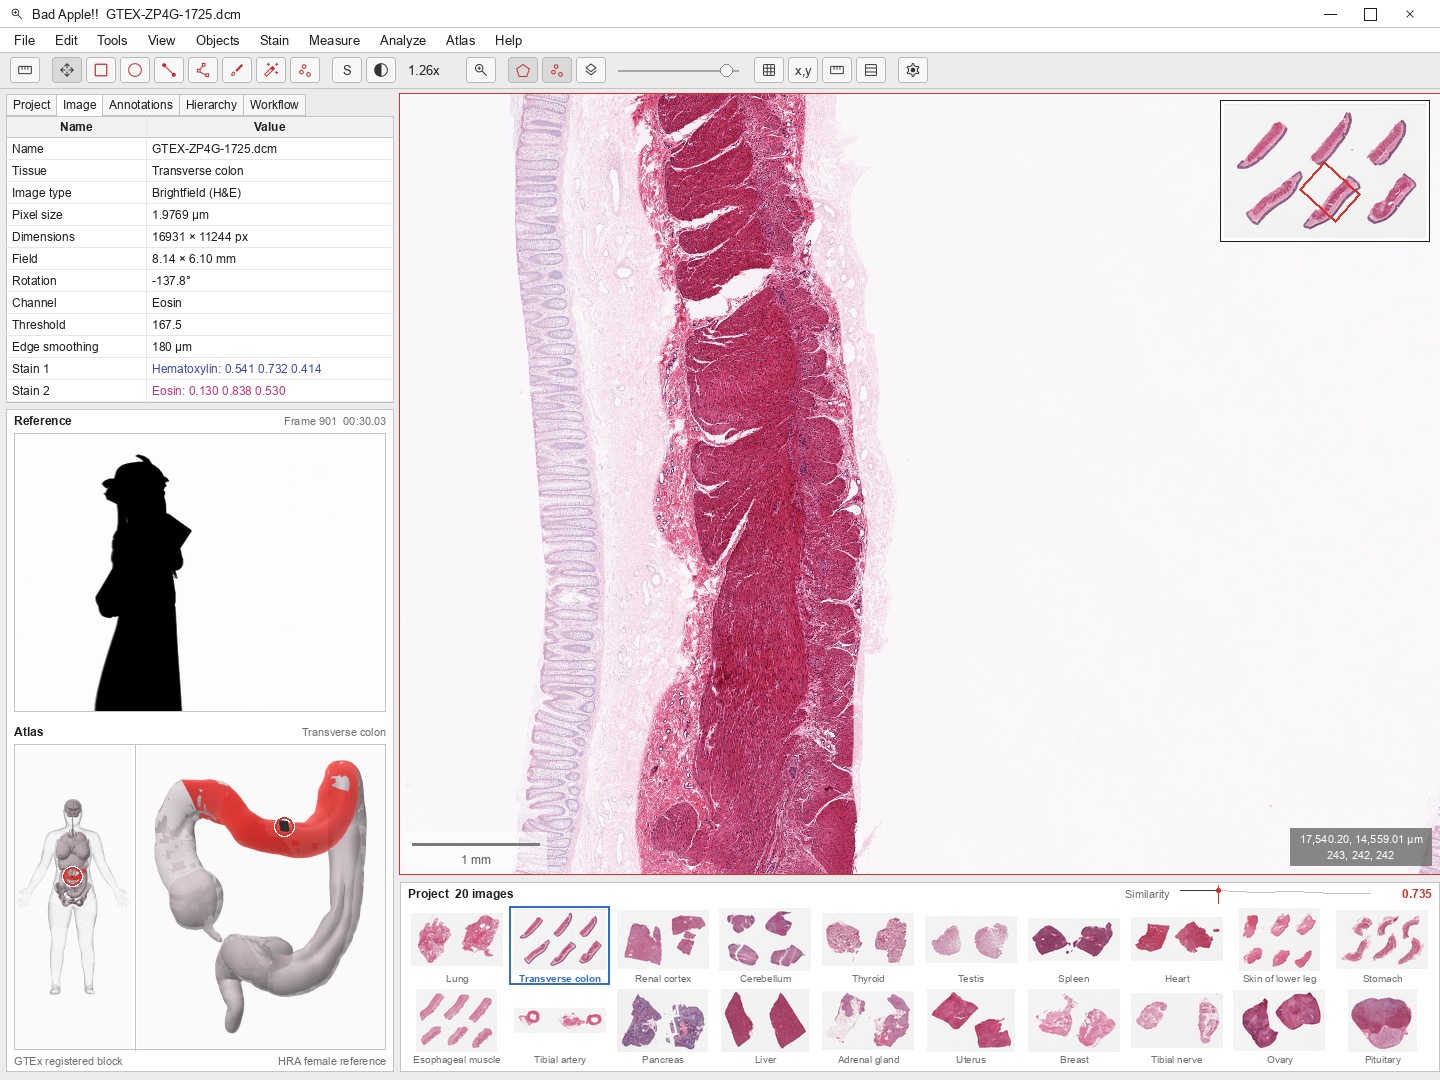 Bad Apple!!  GTEX-ZP4G-1725.dcm
File Edit Tools View Objects Stain Measure Analyze Atlas Help
S 1.26x x,y
Project Image Annotations Hierarchy Workflow
Name Value
Name GTEX-ZP4G-1725.dcm
Tissue Transverse colon
Image type Brightfield (H&E)
Pixel size 1.9769 µm
Dimensions 16931 × 11244 px
Field 8.14 × 6.10 mm
Rotation -137.8°
Channel Eosin
Threshold 167.5
Edge smoothing 180 µm
Stain 1 Hematoxylin: 0.541 0.732 0.414
Stain 2 Eosin: 0.130 0.838 0.530
Reference Frame 901 00:30.03
Atlas Transverse colon
GTEx registered block HRA female reference
1 mm
17,540.20, 14,559.01 µm
243, 242, 242
Project 20 images Similarity 0.735
Lung Transverse colon Renal cortex Cerebellum Thyroid Testis Spleen Heart Skin of lower leg Stomach
Esophageal muscle Tibial artery Pancreas Liver Adrenal gland Uterus Breast Tibial nerve Ovary Pituitary